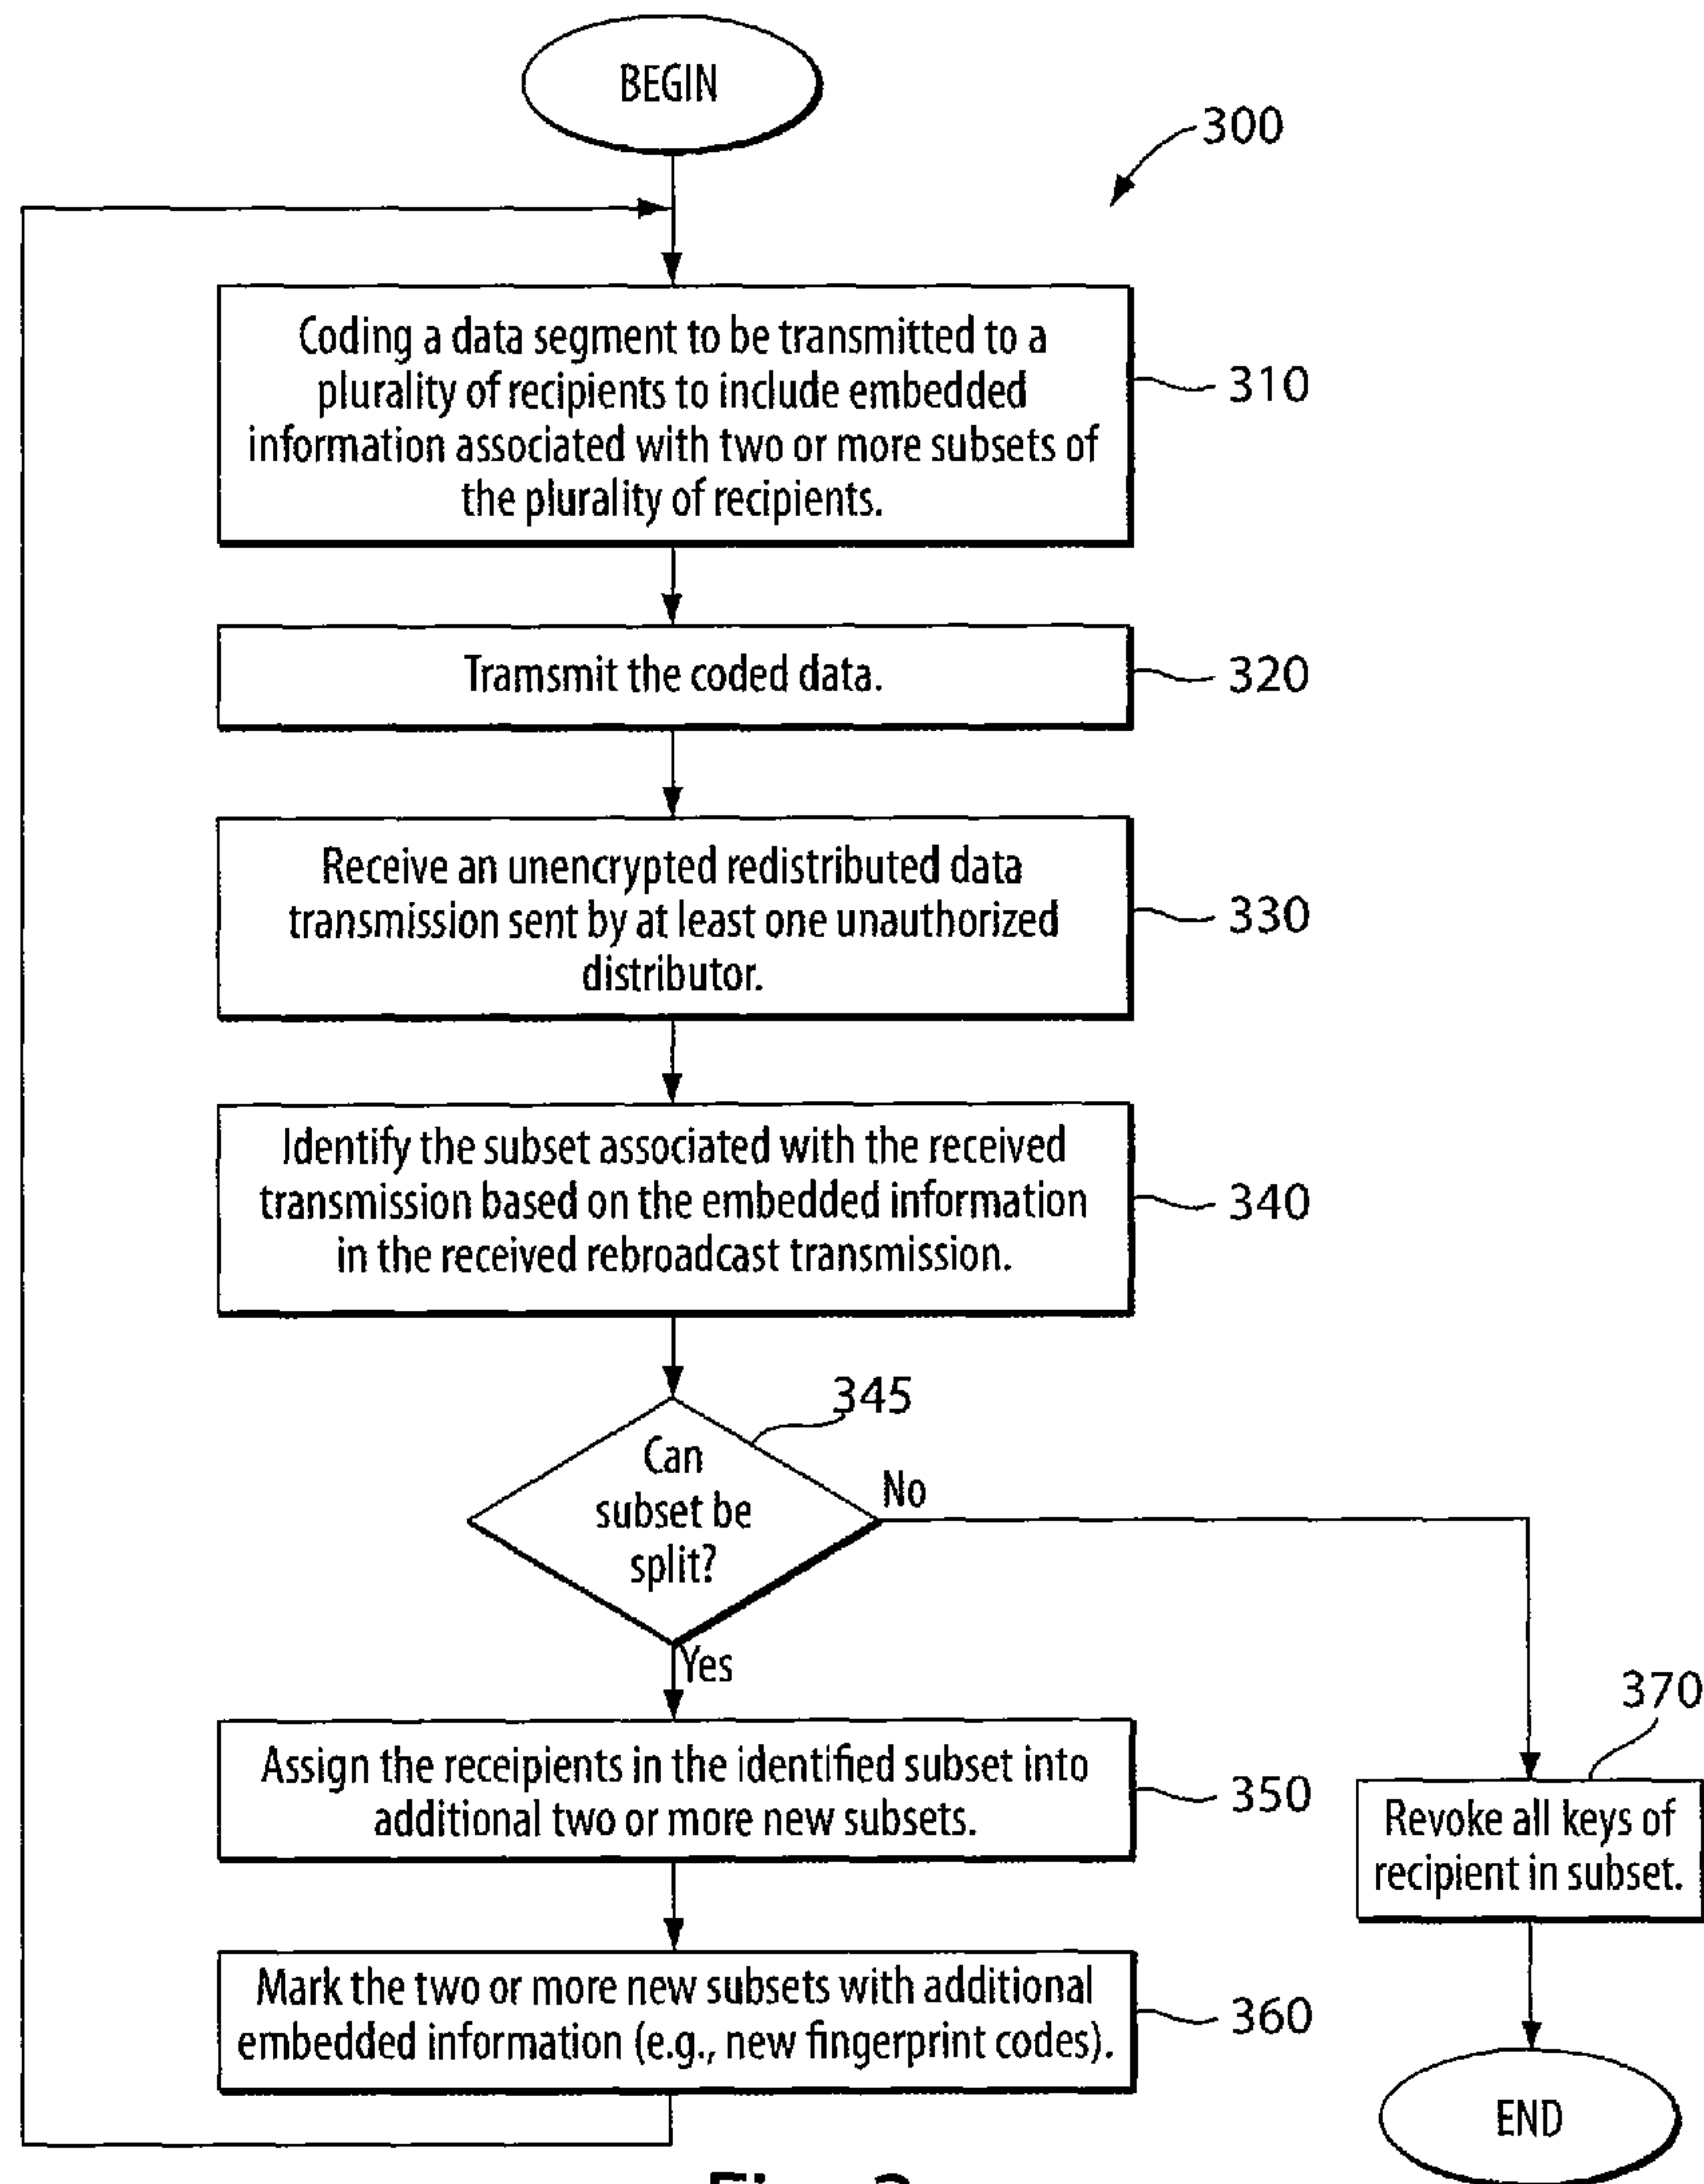 BEGIN
300
Coding a data segment to be transmitted to a
plurality of recipients to include embedded
information associated with two or more subsets of
the plurality of recipients.
310
Tramsmit the coded data.
320
Receive an unencrypted redistributed data
transmission sent by at least one unauthorized
distributor.
330
Identify the subset associated with the received
transmission based on the embedded information
in the received rebroadcast transmission.
340
345
Can
subset be
split?
No
Yes
370
Assign the receipients in the identified subset into
additional two or more new subsets.
350
Revoke all keys of
recipient in subset.
Mark the two or more new subsets with additional
embedded information (e.g., new fingerprint codes).
360
END